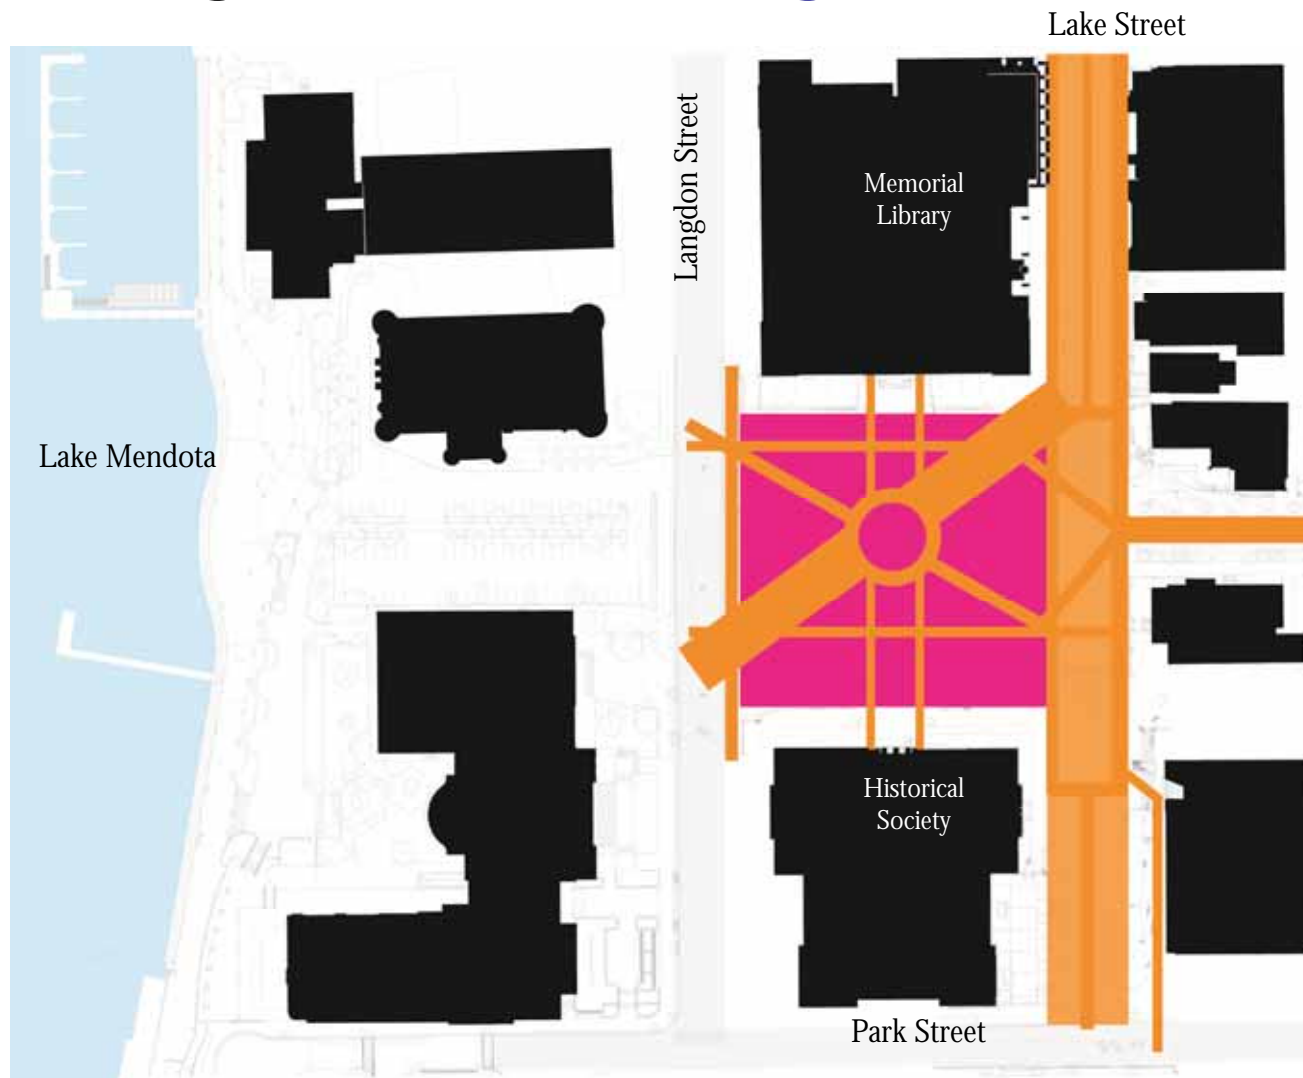 Lake Street
Langdon Street
Memorial
Library
Lake Mendota
Historical
Society
Park Street